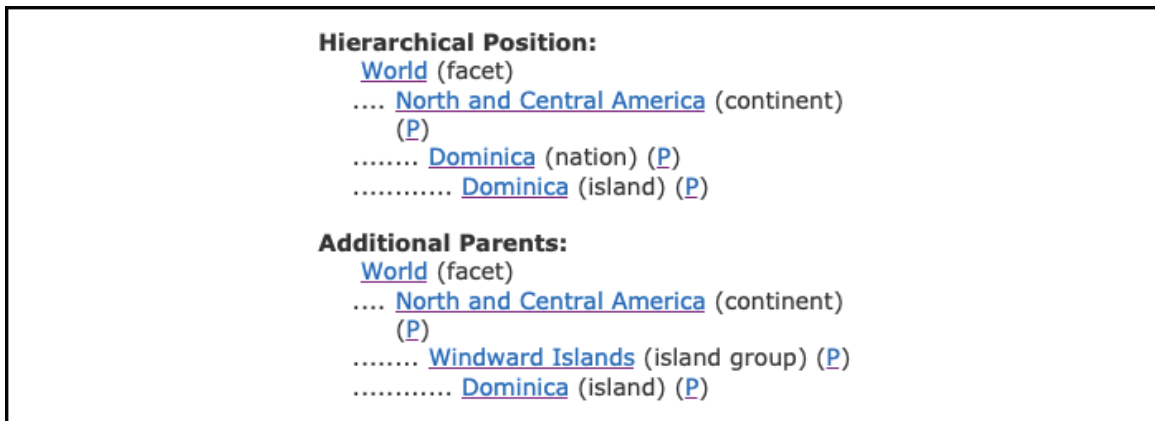 Hierarchical Position:
World (facet)
.... North and Central America (continent)
(P)
........ Dominica (nation) (P)
............ Dominica (island) (P)
Additional Parents:
World (facet)
.... North and Central America (continent)
(P)
........ Windward Islands (island group) (P)
............ Dominica (island) (P)